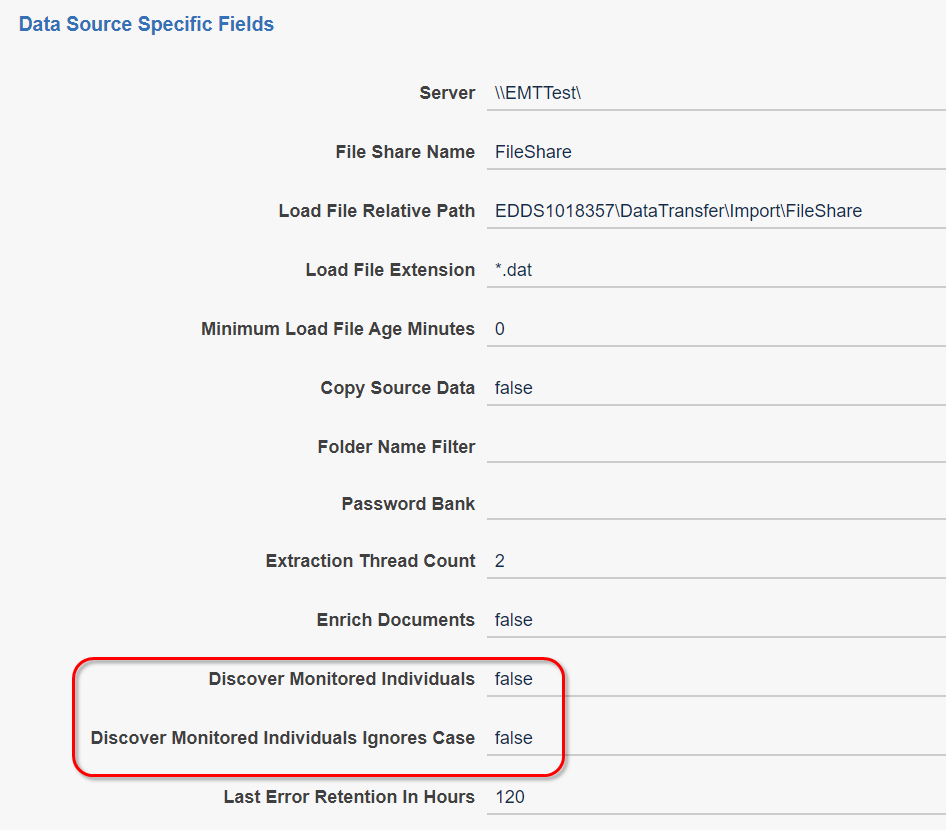 Data Source Specific Fields
Server \\EMTTest\
File Share Name FileShare
Load File Relative Path EDDS1018357\DataTransfer\Import\FileShare
Load File Extension *.dat
Minimum Load File Age Minutes 0
Copy Source Data false
Folder Name Filter
Password Bank
Extraction Thread Count 2
Enrich Documents false
Discover Monitored Individuals false
Discover Monitored Individuals Ignores Case false
Last Error Retention In Hours 120